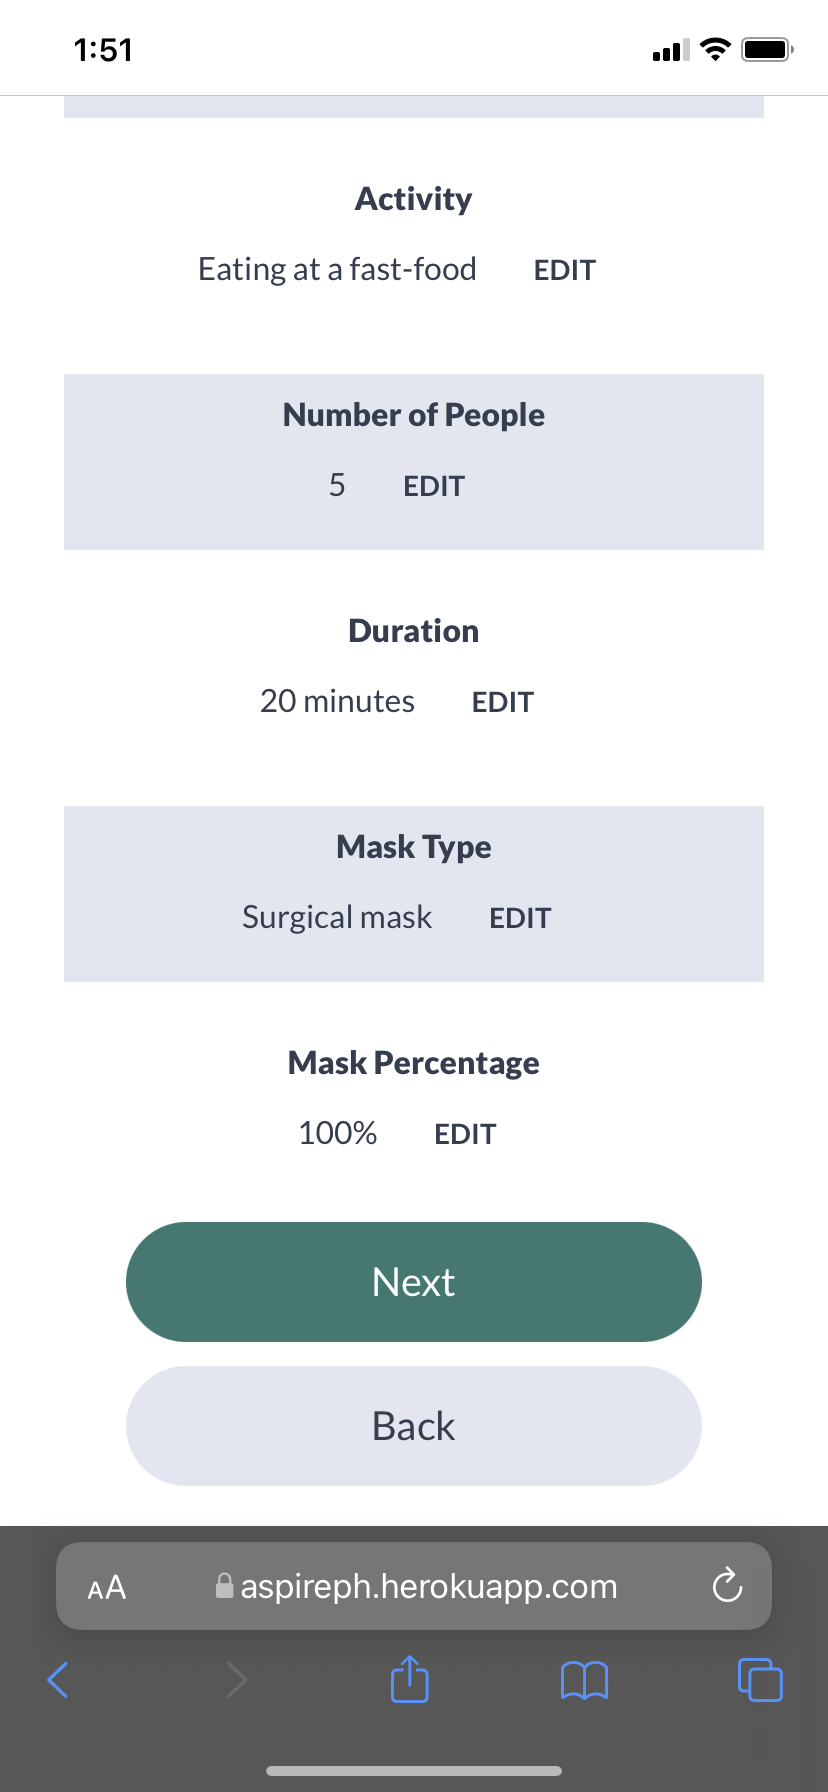 1:51
Activity
Eating at a fast-food EDIT
Number of People
5 EDIT
Duration
20 minutes EDIT
Mask Type
Surgical mask EDIT
Mask Percentage
100% EDIT
Next
Back
AA aspireph.herokuapp.com